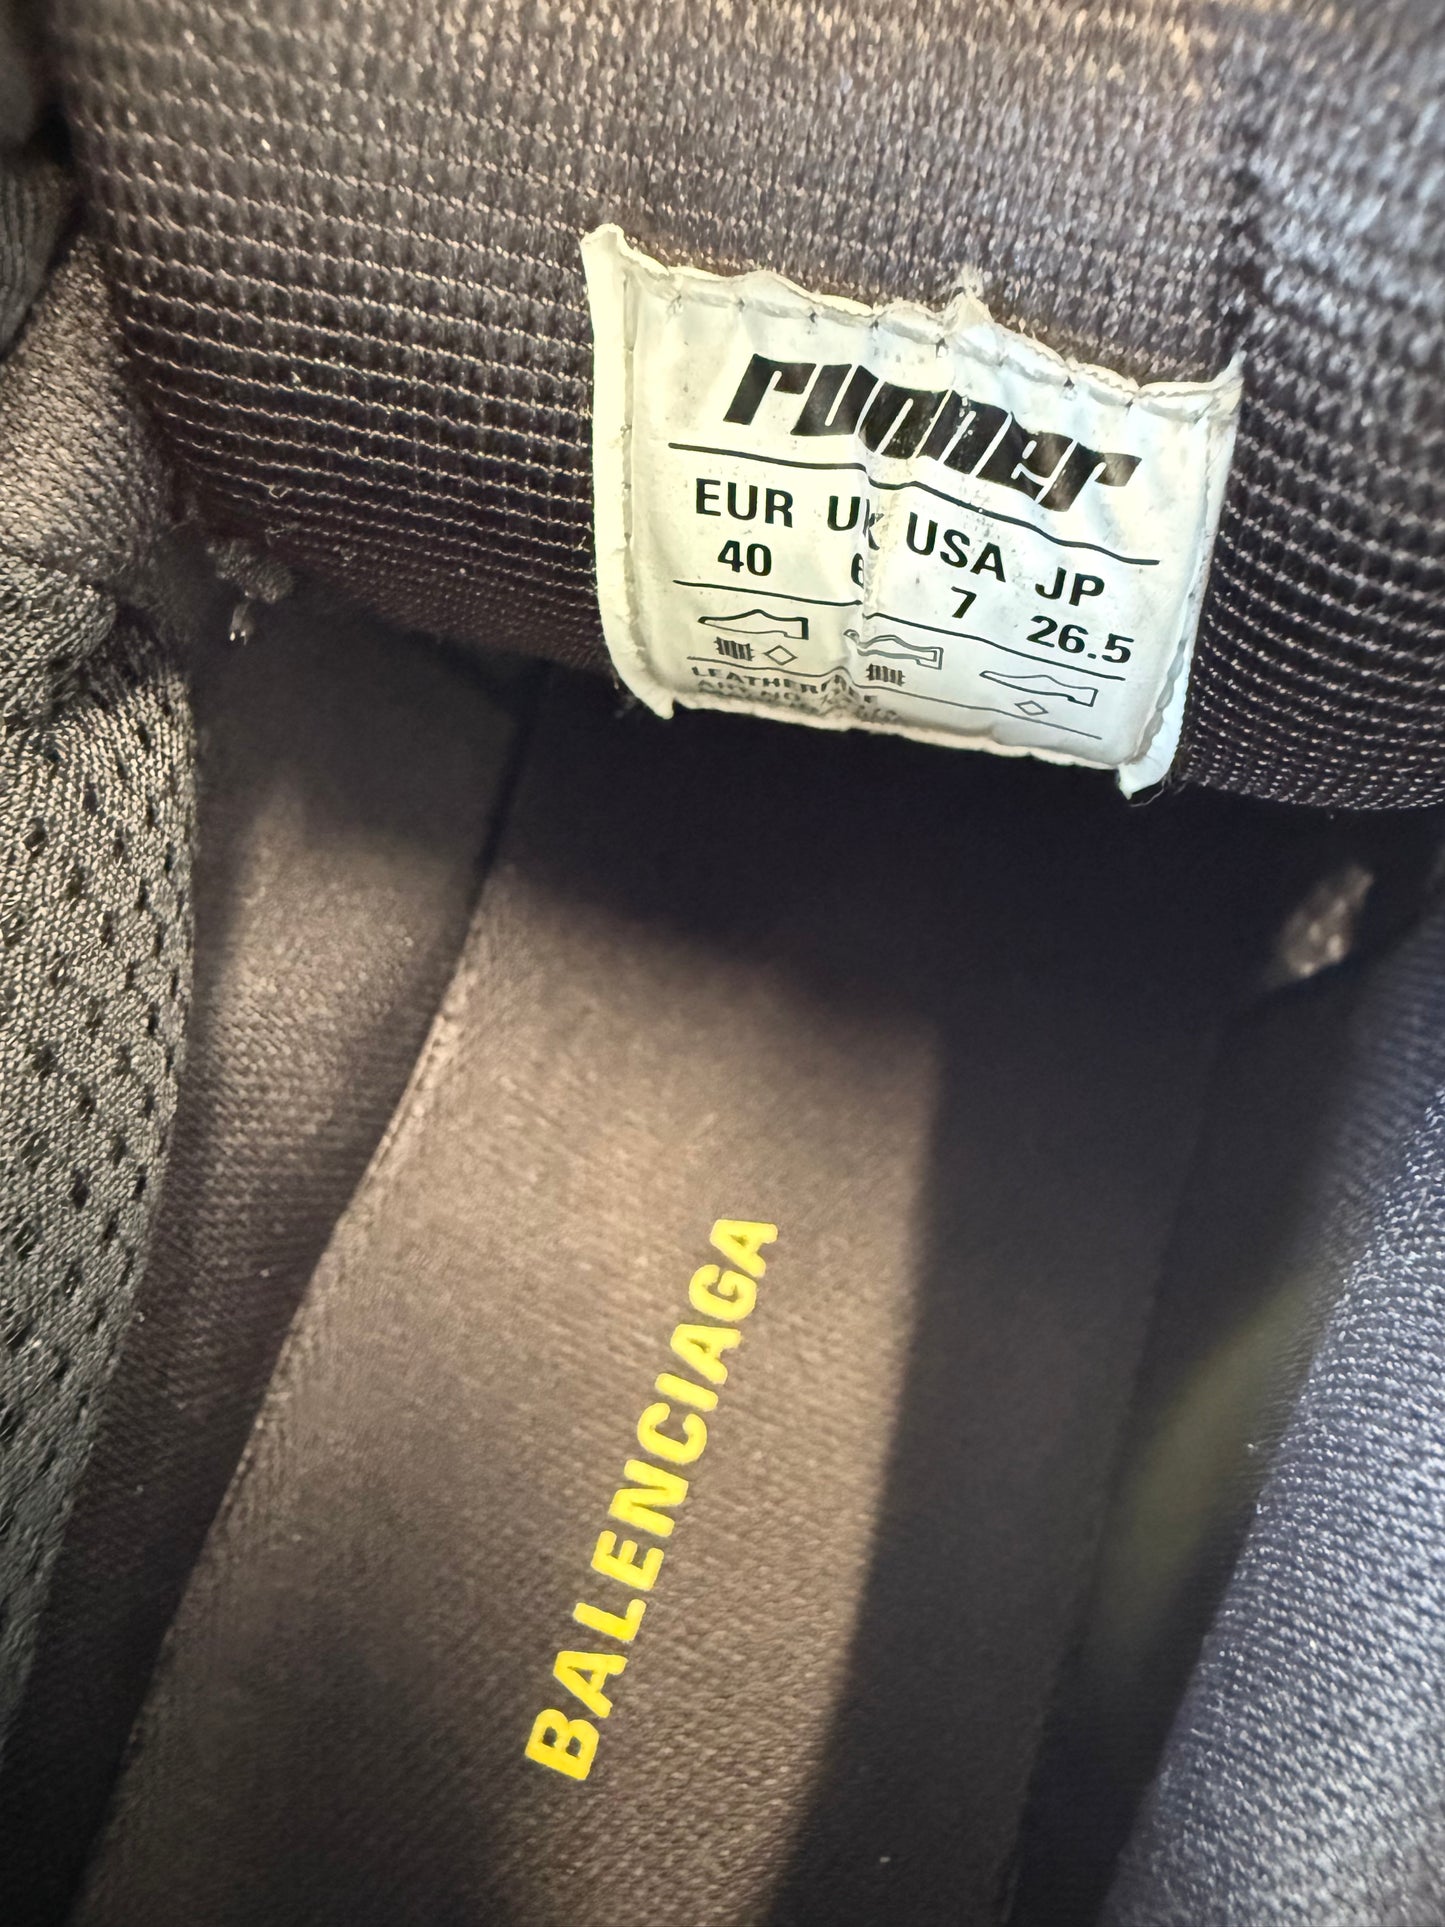 runner
EUR UK USA JP
40 6 7 26.5
BALENCIAGA